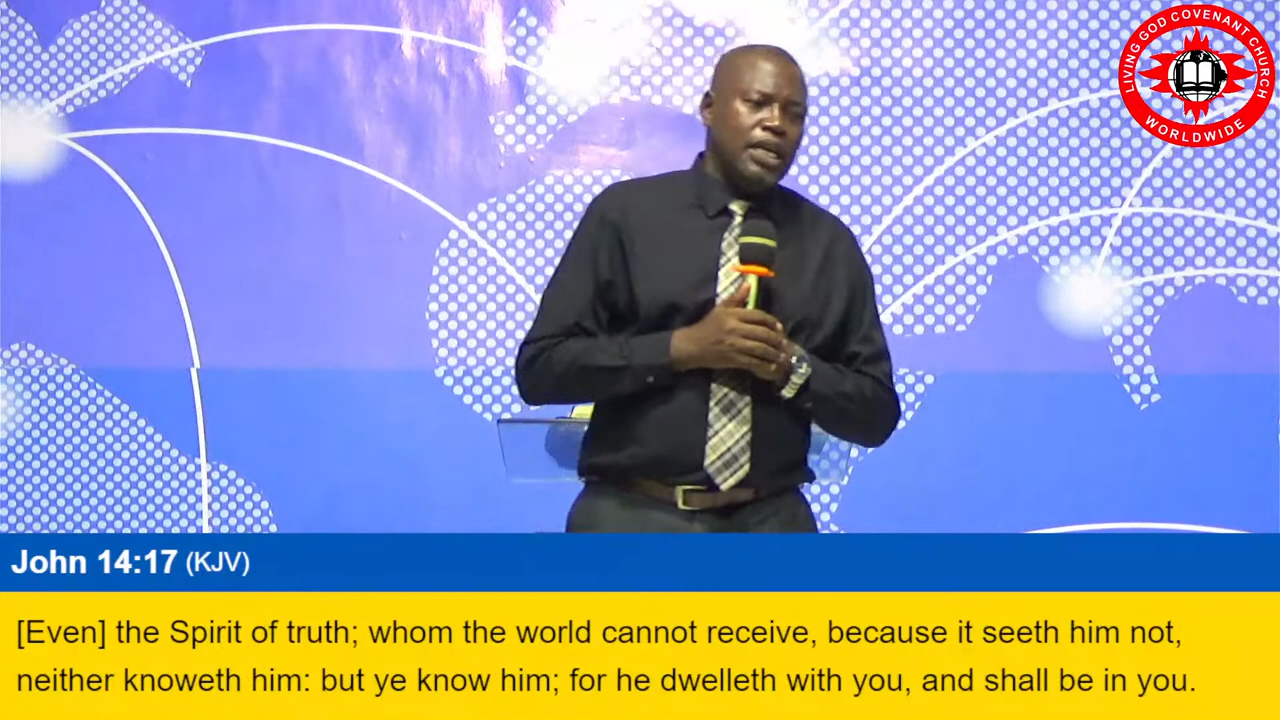 LIVING GOD COVENANT CHURCH
WORLDWIDE
John 14:17 (KJV)
[Even] the Spirit of truth; whom the world cannot receive, because it seeth him not,
neither knoweth him: but ye know him; for he dwelleth with you, and shall be in you.